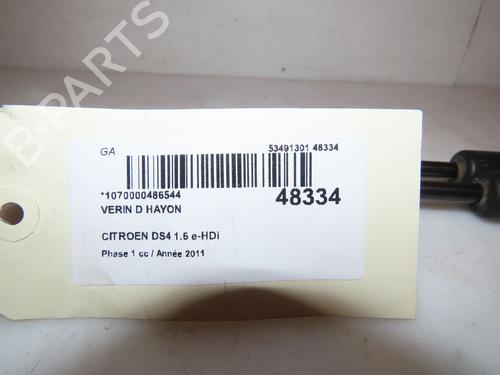 B-PARTS
GA 53491301 48334
*1070000486544 48334
VERIN D HAYON
CITROEN DS4 1.6 e-HDi
Phase 1 cc / Année 2011